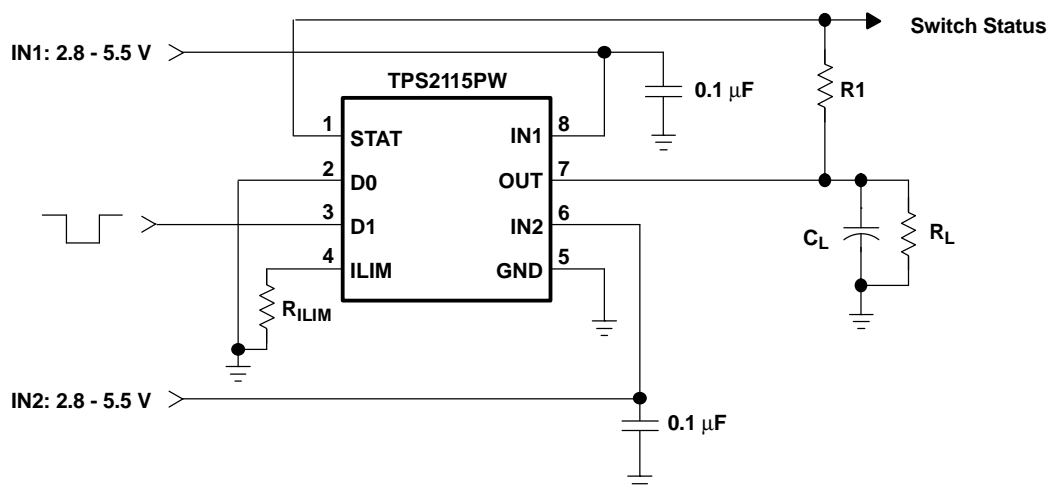 Switch Status
IN1: 2.8 - 5.5 V
TPS2115PW
0.1 μF
R1
1
STAT
IN1
8
2
D0
OUT
7
3
D1
IN2
6
4
ILIM
GND
5
CL
RL
RILIM
IN2: 2.8 - 5.5 V
0.1 μF